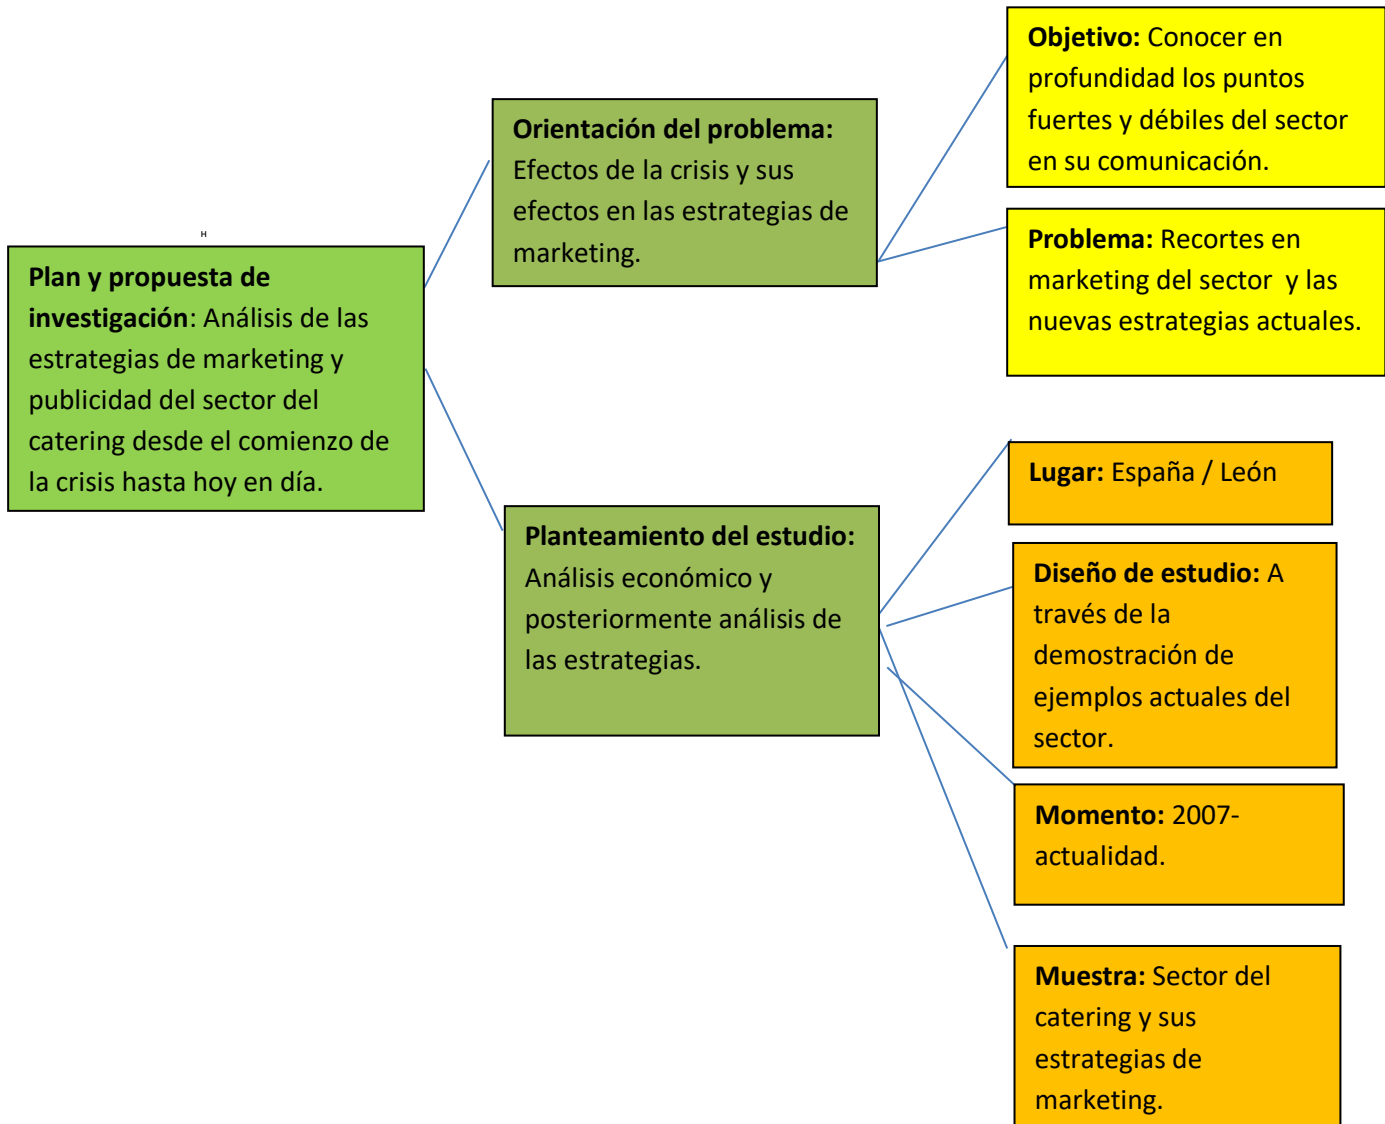 H
Plan y propuesta de
investigación: Análisis de las
estrategias de marketing y
publicidad del sector del
catering desde el comienzo de
la crisis hasta hoy en día.
Orientación del problema:
Efectos de la crisis y sus
efectos en las estrategias de
marketing.
Objetivo: Conocer en
profundidad los puntos
fuertes y débiles del sector
en su comunicación.
Problema: Recortes en
marketing del sector y las
nuevas estrategias actuales.
Planteamiento del estudio:
Análisis económico y
posteriormente análisis de
las estrategias.
Lugar: España / León
Diseño de estudio: A
través de la
demostración de
ejemplos actuales del
sector.
Momento: 2007-
actualidad.
Muestra: Sector del
catering y sus
estrategias de
marketing.